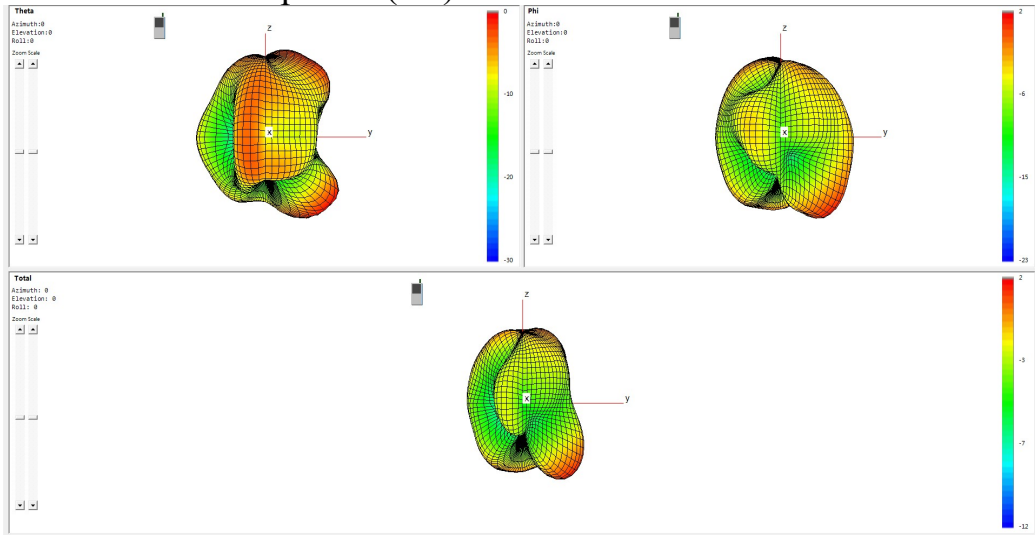 Theta
Azimuth:0
Elevation:0
Roll:0
Zoom Scale
z
x
y
0
-10
-20
-30
Phi
Azimuth:0
Elevation:0
Roll:0
Zoom Scale
z
x
y
2
-6
-15
-23
Total
Azimuth: 0
Elevation: 0
Roll: 0
Zoom Scale
z
x
y
2
-3
-7
-12